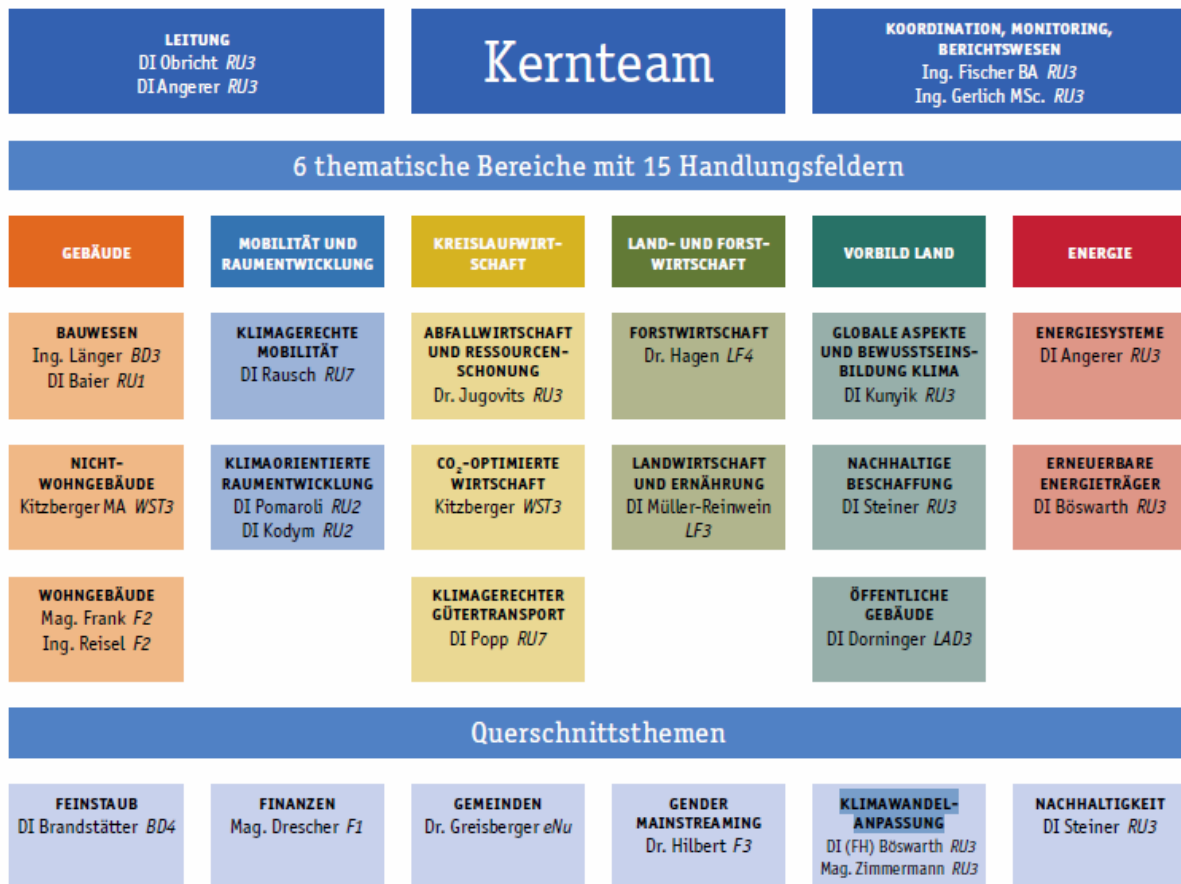 LEITUNG
DI Obricht RU3
DI Angerer RU3
Kernteam
KOORDINATION, MONITORING,
BERICHTSWESEN
Ing. Fischer BA RU3
Ing. Gerlich MSc. RU3
6 thematische Bereiche mit 15 Handlungsfeldern
GEBÄUDE
MOBILITÄT UND
RAUMENTWICKLUNG
KREISLAUFWIRT-
SCHAFT
LAND- UND FORST-
WIRTSCHAFT
VORBILD LAND
ENERGIE
BAUWESEN
Ing. Länger BD3
DI Baier RU1
KLIMAGERECHTE
MOBILITÄT
DI Rausch RU7
ABFALLWIRTSCHAFT
UND RESSOURCEN-
SCHONUNG
Dr. Jugovits RU3
FORSTWIRTSCHAFT
Dr. Hagen LF4
GLOBALE ASPEKTE
UND BEWUSSTSEINS-
BILDUNG KLIMA
DI Kunyik RU3
ENERGIESYSTEME
DI Angerer RU3
NICHT-
WOHNGEBÄUDE
Kitzberger MA WST3
KLIMAORIENTIERTE
RAUMENTWICKLUNG
DI Pomaroli RU2
DI Kodym RU2
CO₂-OPTIMIERTE
WIRTSCHAFT
Kitzberger WST3
LANDWIRTSCHAFT
UND ERNÄHRUNG
DI Müller-Reinwein
LF3
NACHHALTIGE
BESCHAFFUNG
DI Steiner RU3
ERNEUERBARE
ENERGIETRÄGER
DI Böswarth RU3
WOHNGEBÄUDE
Mag. Frank F2
Ing. Reisel F2
KLIMAGERECHTER
GÜTERTRANSPORT
DI Popp RU7
ÖFFENTLICHE
GEBÄUDE
DI Dorninger LAD3
Querschnittsthemen
FEINSTAUB
DI Brandstätter BD4
FINANZEN
Mag. Drescher F1
GEMEINDEN
Dr. Greisberger eNu
GENDER
MAINSTREAMING
Dr. Hilbert F3
KLIMAWANDEL-
ANPASSUNG
DI (FH) Böswarth RU3
Mag. Zimmermann RU3
NACHHALTIGKEIT
DI Steiner RU3